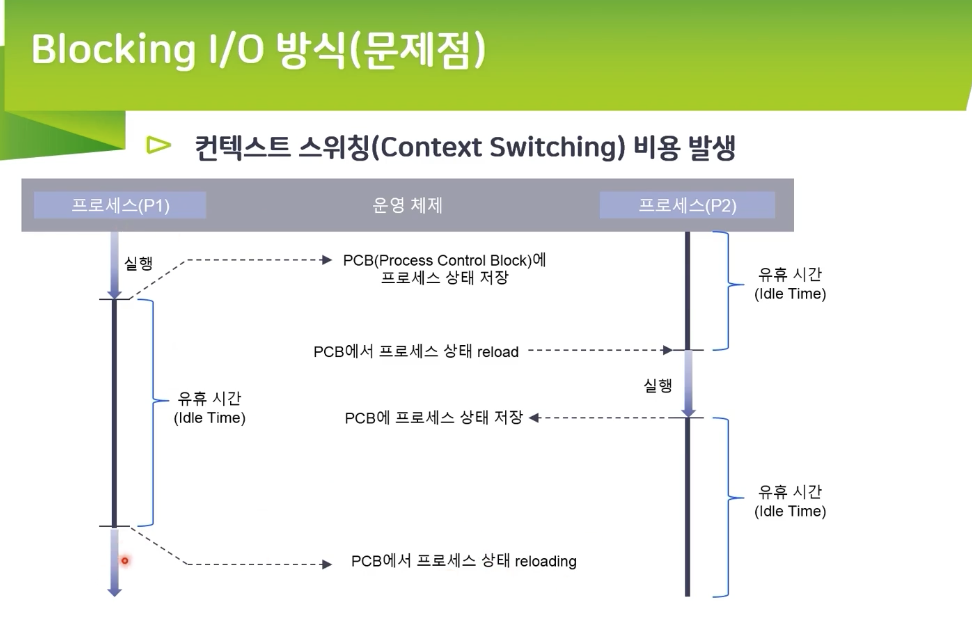 Blocking I/O 방식(문제점)
컨텍스트 스위칭(Context Switching) 비용 발생
프로세스(P1)
운영 체제
프로세스(P2)
실행
PCB(Process Control Block)에
프로세스 상태 저장
유휴 시간
(Idle Time)
PCB에서 프로세스 상태 reload
실행
유휴 시간
(Idle Time)
PCB에 프로세스 상태 저장
유휴 시간
(Idle Time)
PCB에서 프로세스 상태 reloading